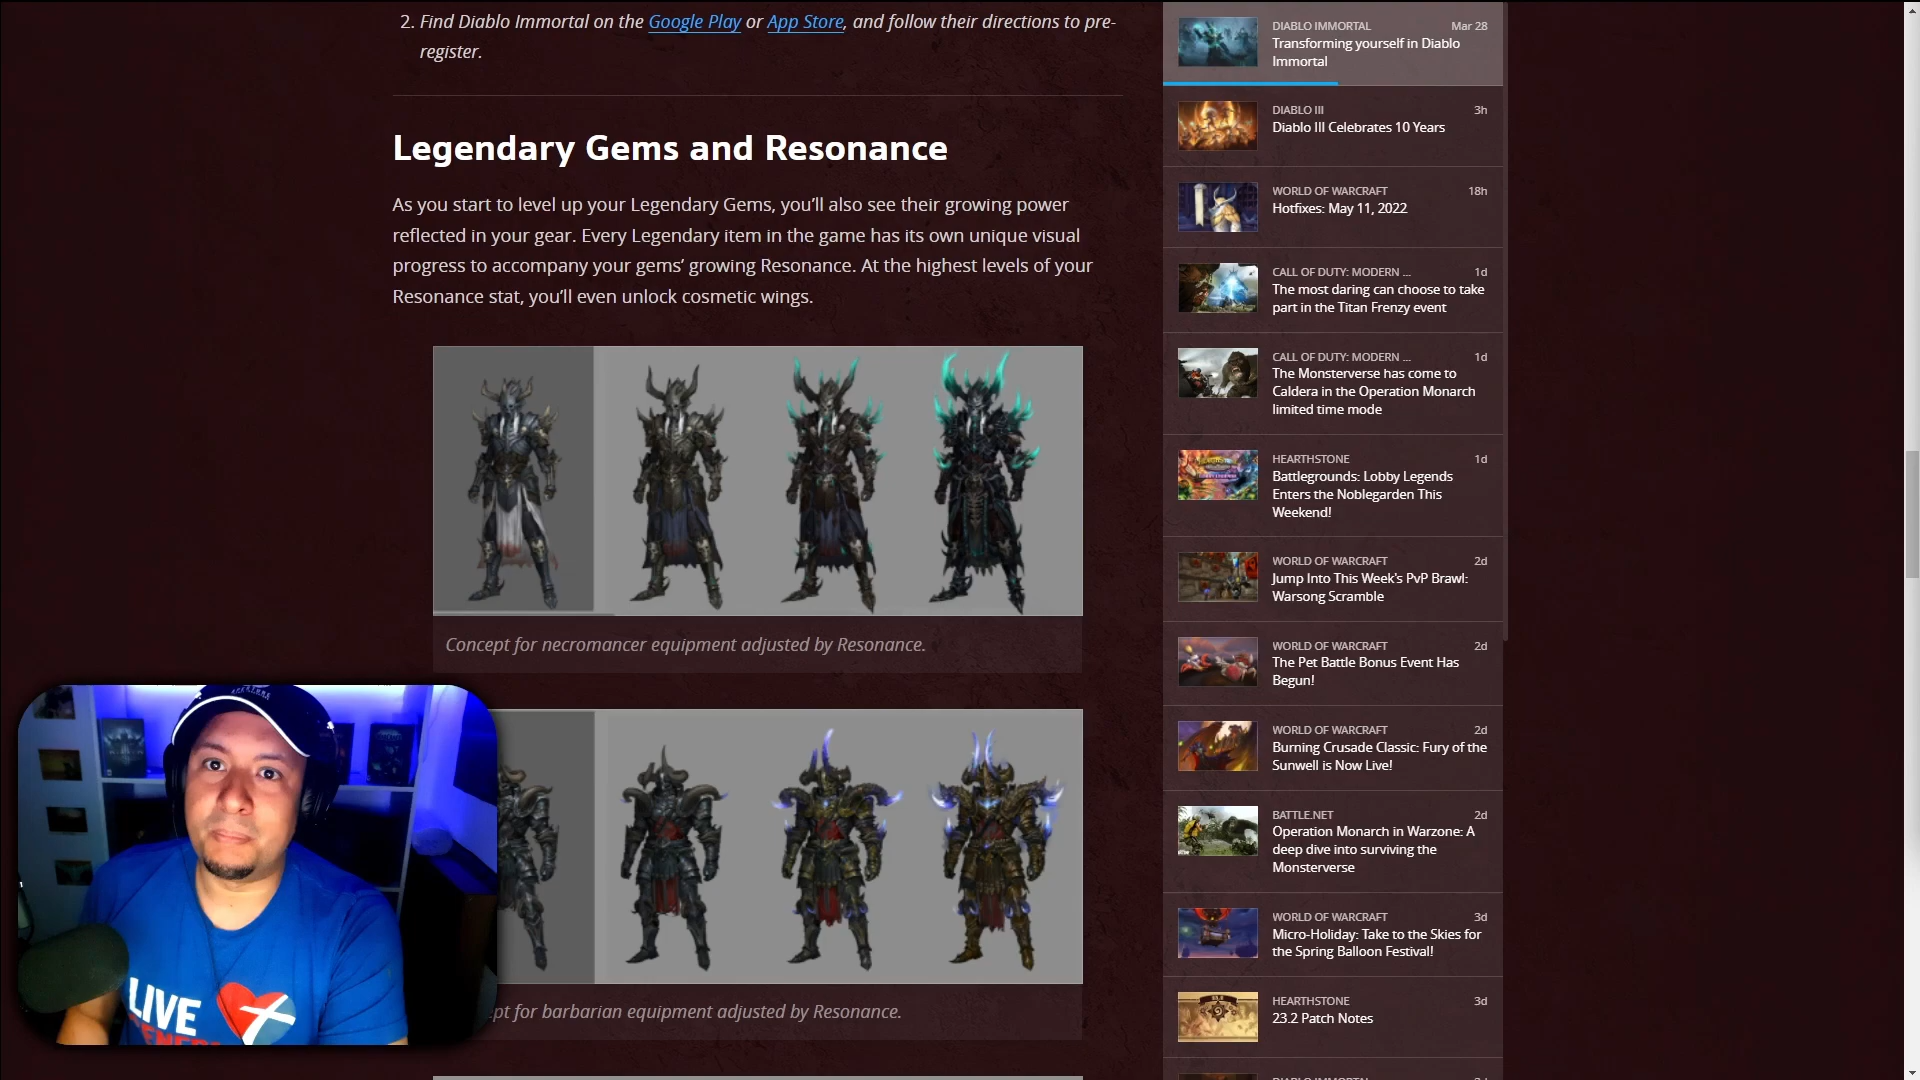 2. Find Diablo Immortal on the Google Play or App Store, and follow their directions to pre-
register.
Legendary Gems and Resonance
As you start to level up your Legendary Gems, you’ll also see their growing power
reflected in your gear. Every Legendary item in the game has its own unique visual
progress to accompany your gems’ growing Resonance. At the highest levels of your
Resonance stat, you’ll even unlock cosmetic wings.
Concept for necromancer equipment adjusted by Resonance.
pt for barbarian equipment adjusted by Resonance.
LIVE
DIABLO IMMORTAL Mar 28
Transforming yourself in Diablo
Immortal
DIABLO III 3h
Diablo III Celebrates 10 Years
WORLD OF WARCRAFT 18h
Hotfixes: May 11, 2022
CALL OF DUTY: MODERN ... 1d
The most daring can choose to take
part in the Titan Frenzy event
CALL OF DUTY: MODERN ... 1d
The Monsterverse has come to
Caldera in the Operation Monarch
limited time mode
HEARTHSTONE 1d
Battlegrounds: Lobby Legends
Enters the Noblegarden This
Weekend!
WORLD OF WARCRAFT 2d
Jump Into This Week's PvP Brawl:
Warsong Scramble
WORLD OF WARCRAFT 2d
The Pet Battle Bonus Event Has
Begun!
WORLD OF WARCRAFT 2d
Burning Crusade Classic: Fury of the
Sunwell is Now Live!
BATTLE.NET 2d
Operation Monarch in Warzone: A
deep dive into surviving the
Monsterverse
WORLD OF WARCRAFT 3d
Micro-Holiday: Take to the Skies for
the Spring Balloon Festival!
HEARTHSTONE 3d
23.2 Patch Notes